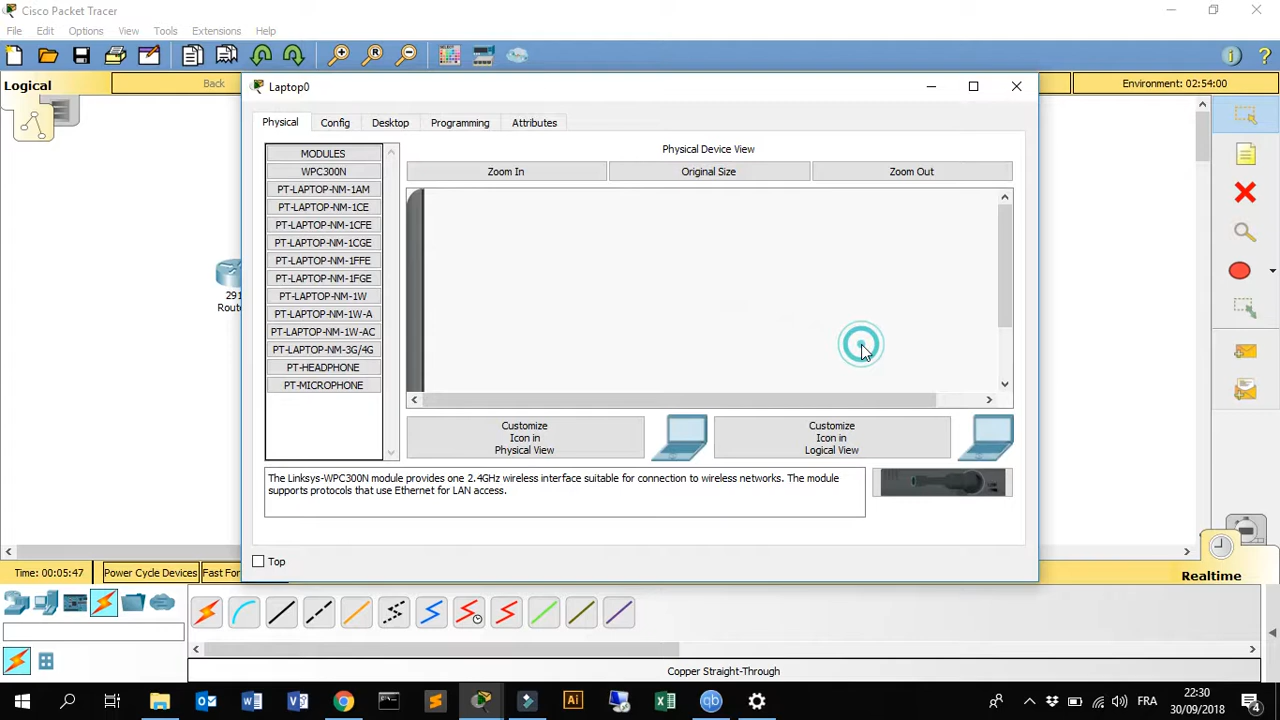 Cisco Packet Tracer
File Edit Options View Tools Extensions Help
Logical
Back
Environment: 02:54:00
Laptop0
Physical Config Desktop Programming Attributes
MODULES
WPC300N
PT-LAPTOP-NM-1AM
PT-LAPTOP-NM-1CE
PT-LAPTOP-NM-1CFE
PT-LAPTOP-NM-1CGE
PT-LAPTOP-NM-1FFE
PT-LAPTOP-NM-1FGE
PT-LAPTOP-NM-1W
PT-LAPTOP-NM-1W-A
PT-LAPTOP-NM-1W-AC
PT-LAPTOP-NM-3G/4G
PT-HEADPHONE
PT-MICROPHONE
Physical Device View
Zoom In Original Size Zoom Out
291
Route
Customize
Icon in
Physical View
Customize
Icon in
Logical View
The Linksys-WPC300N module provides one 2.4GHz wireless interface suitable for connection to wireless networks. The module
supports protocols that use Ethernet for LAN access.
Top
Time: 00:05:47 Power Cycle Devices Fast For
Realtime
Copper Straight-Through
FRA
22:30
30/09/2018
4